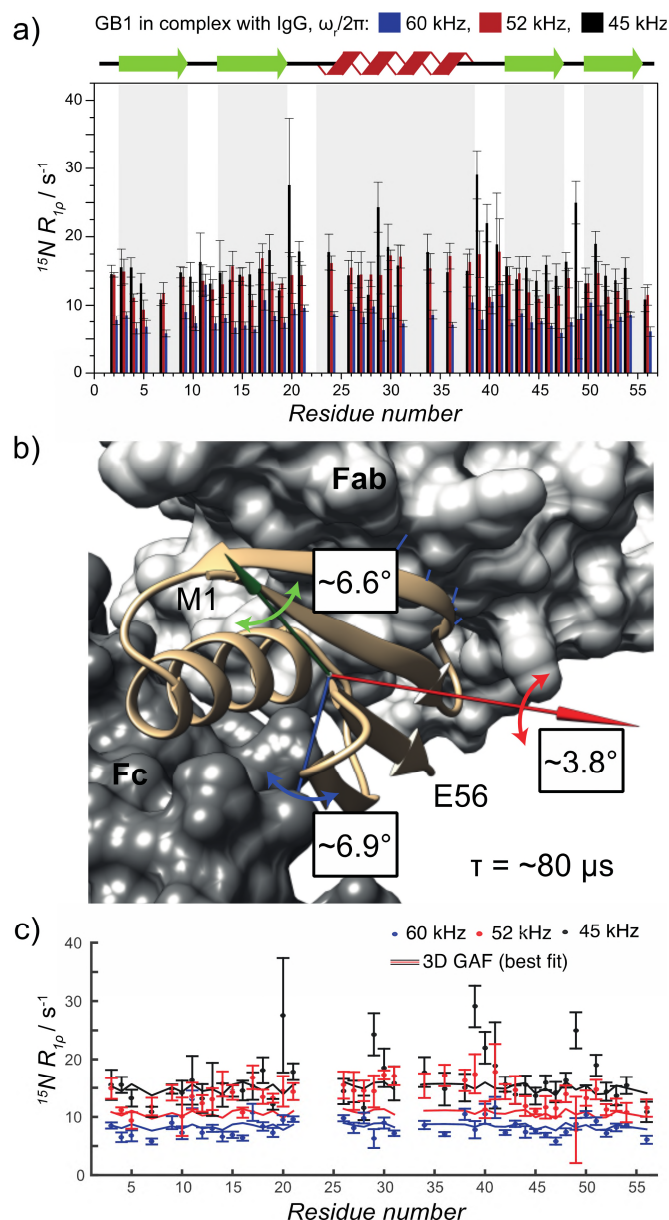 a)
GB1 in complex with IgG, ωr/2π: 60 kHz, 52 kHz, 45 kHz
40
30
20
10
0
15N R1ρ / s-1
0 5 10 15 20 25 30 35 40 45 50 55
Residue number
b)
Fab
M1
~6.6°
~3.8°
Fc
E56
~6.9°
τ = ~80 µs
c)
60 kHz 52 kHz 45 kHz
3D GAF (best fit)
40
30
20
10
0
15N R1ρ / s-1
5 10 15 20 25 30 35 40 45 50 55
Residue number